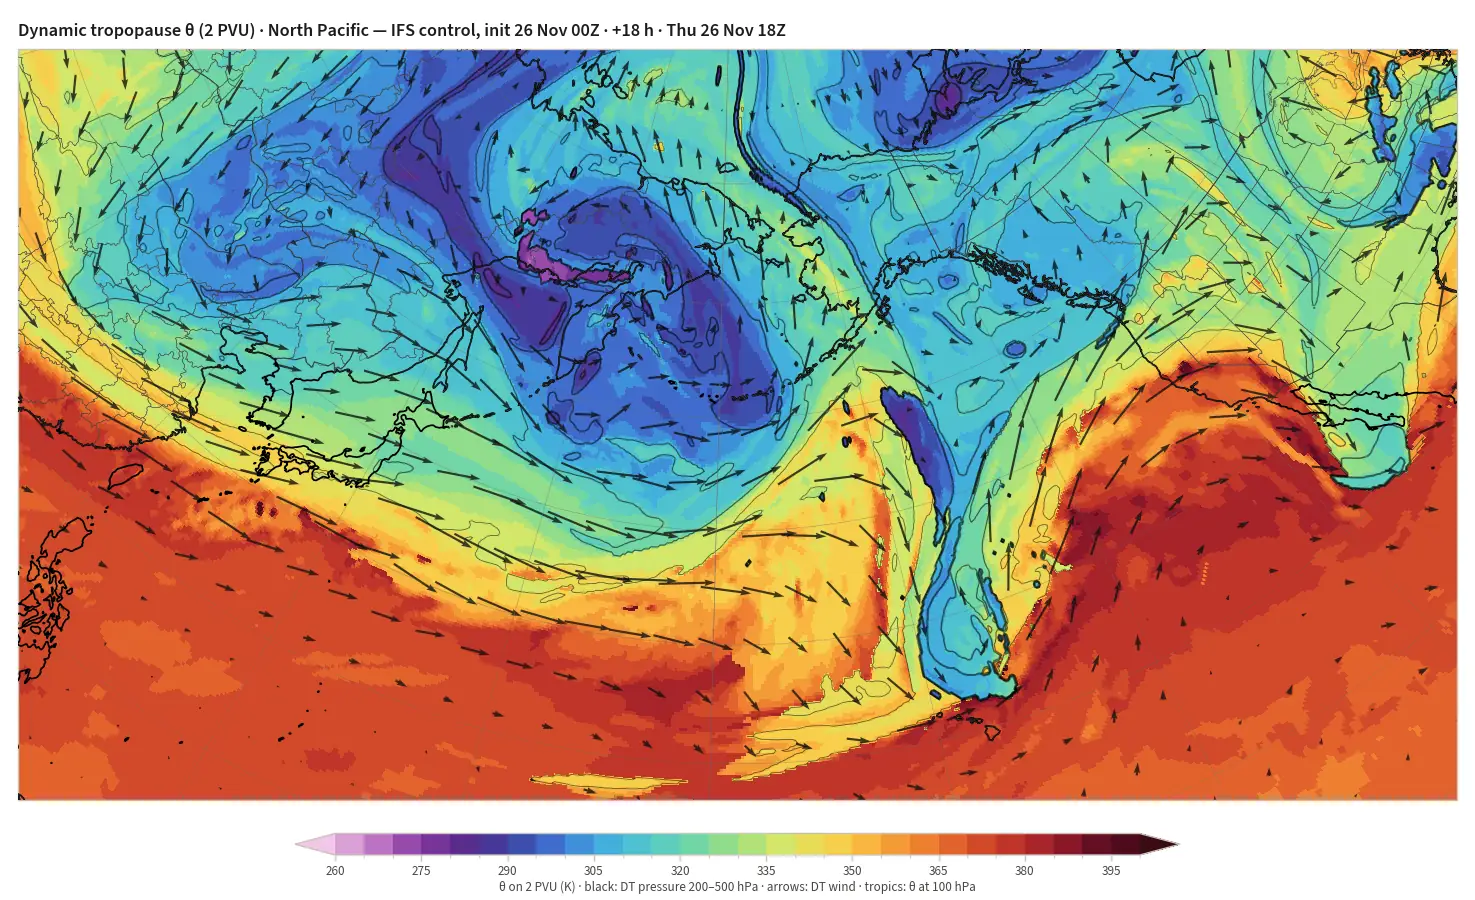 Dynamic tropopause θ (2 PVU) · North Pacific — IFS control, init 26 Nov 00Z · +18 h · Thu 26 Nov 18Z
260 275 290 305 320 335 350 365 380 395
θ on 2 PVU (K) · black: DT pressure 200–500 hPa · arrows: DT wind · tropics: θ at 100 hPa